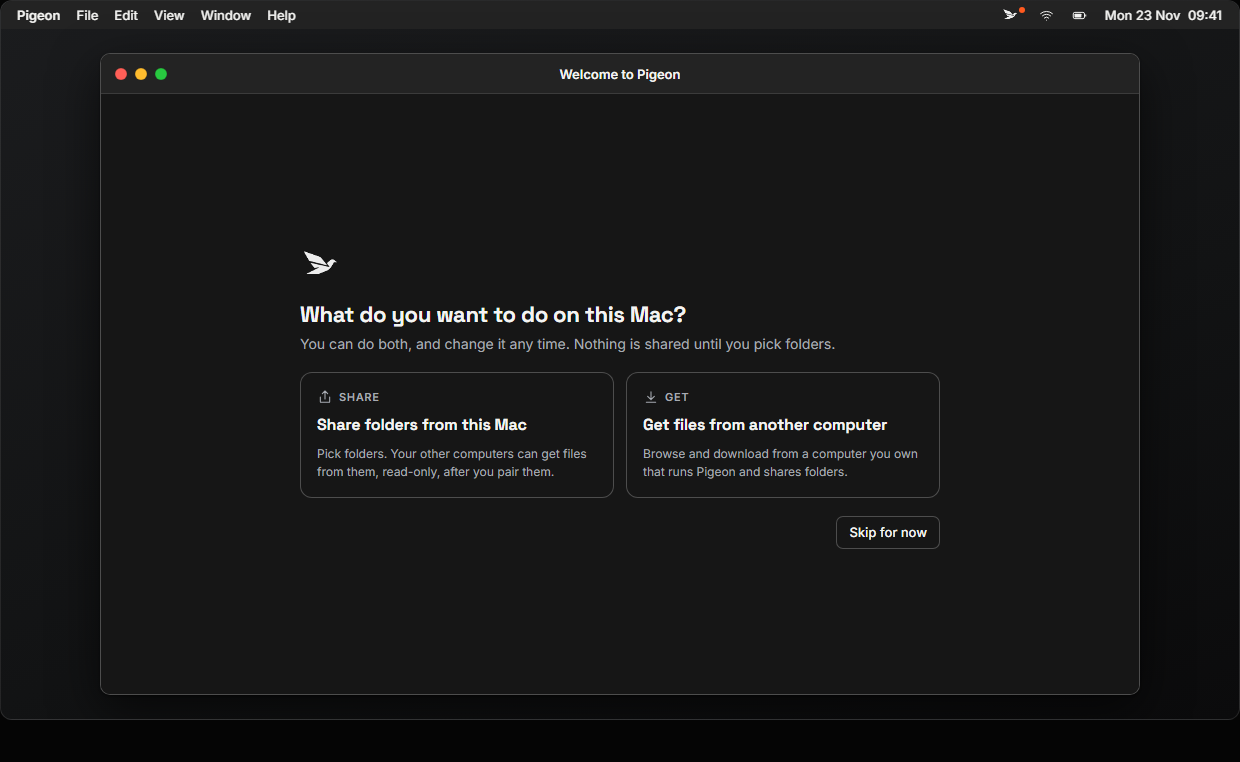 Pigeon File Edit View Window Help Mon 23 Nov 09:41
Welcome to Pigeon
What do you want to do on this Mac?
You can do both, and change it any time. Nothing is shared until you pick folders.
SHARE
Share folders from this Mac
Pick folders. Your other computers can get files
from them, read-only, after you pair them.
GET
Get files from another computer
Browse and download from a computer you own
that runs Pigeon and shares folders.
Skip for now